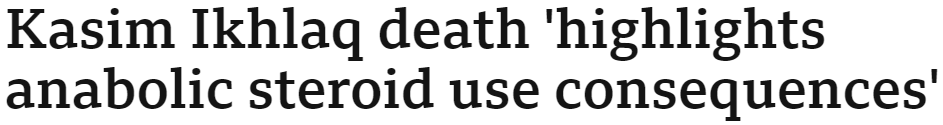 Kasim Ikhlaq death 'highlights
anabolic steroid use consequences'